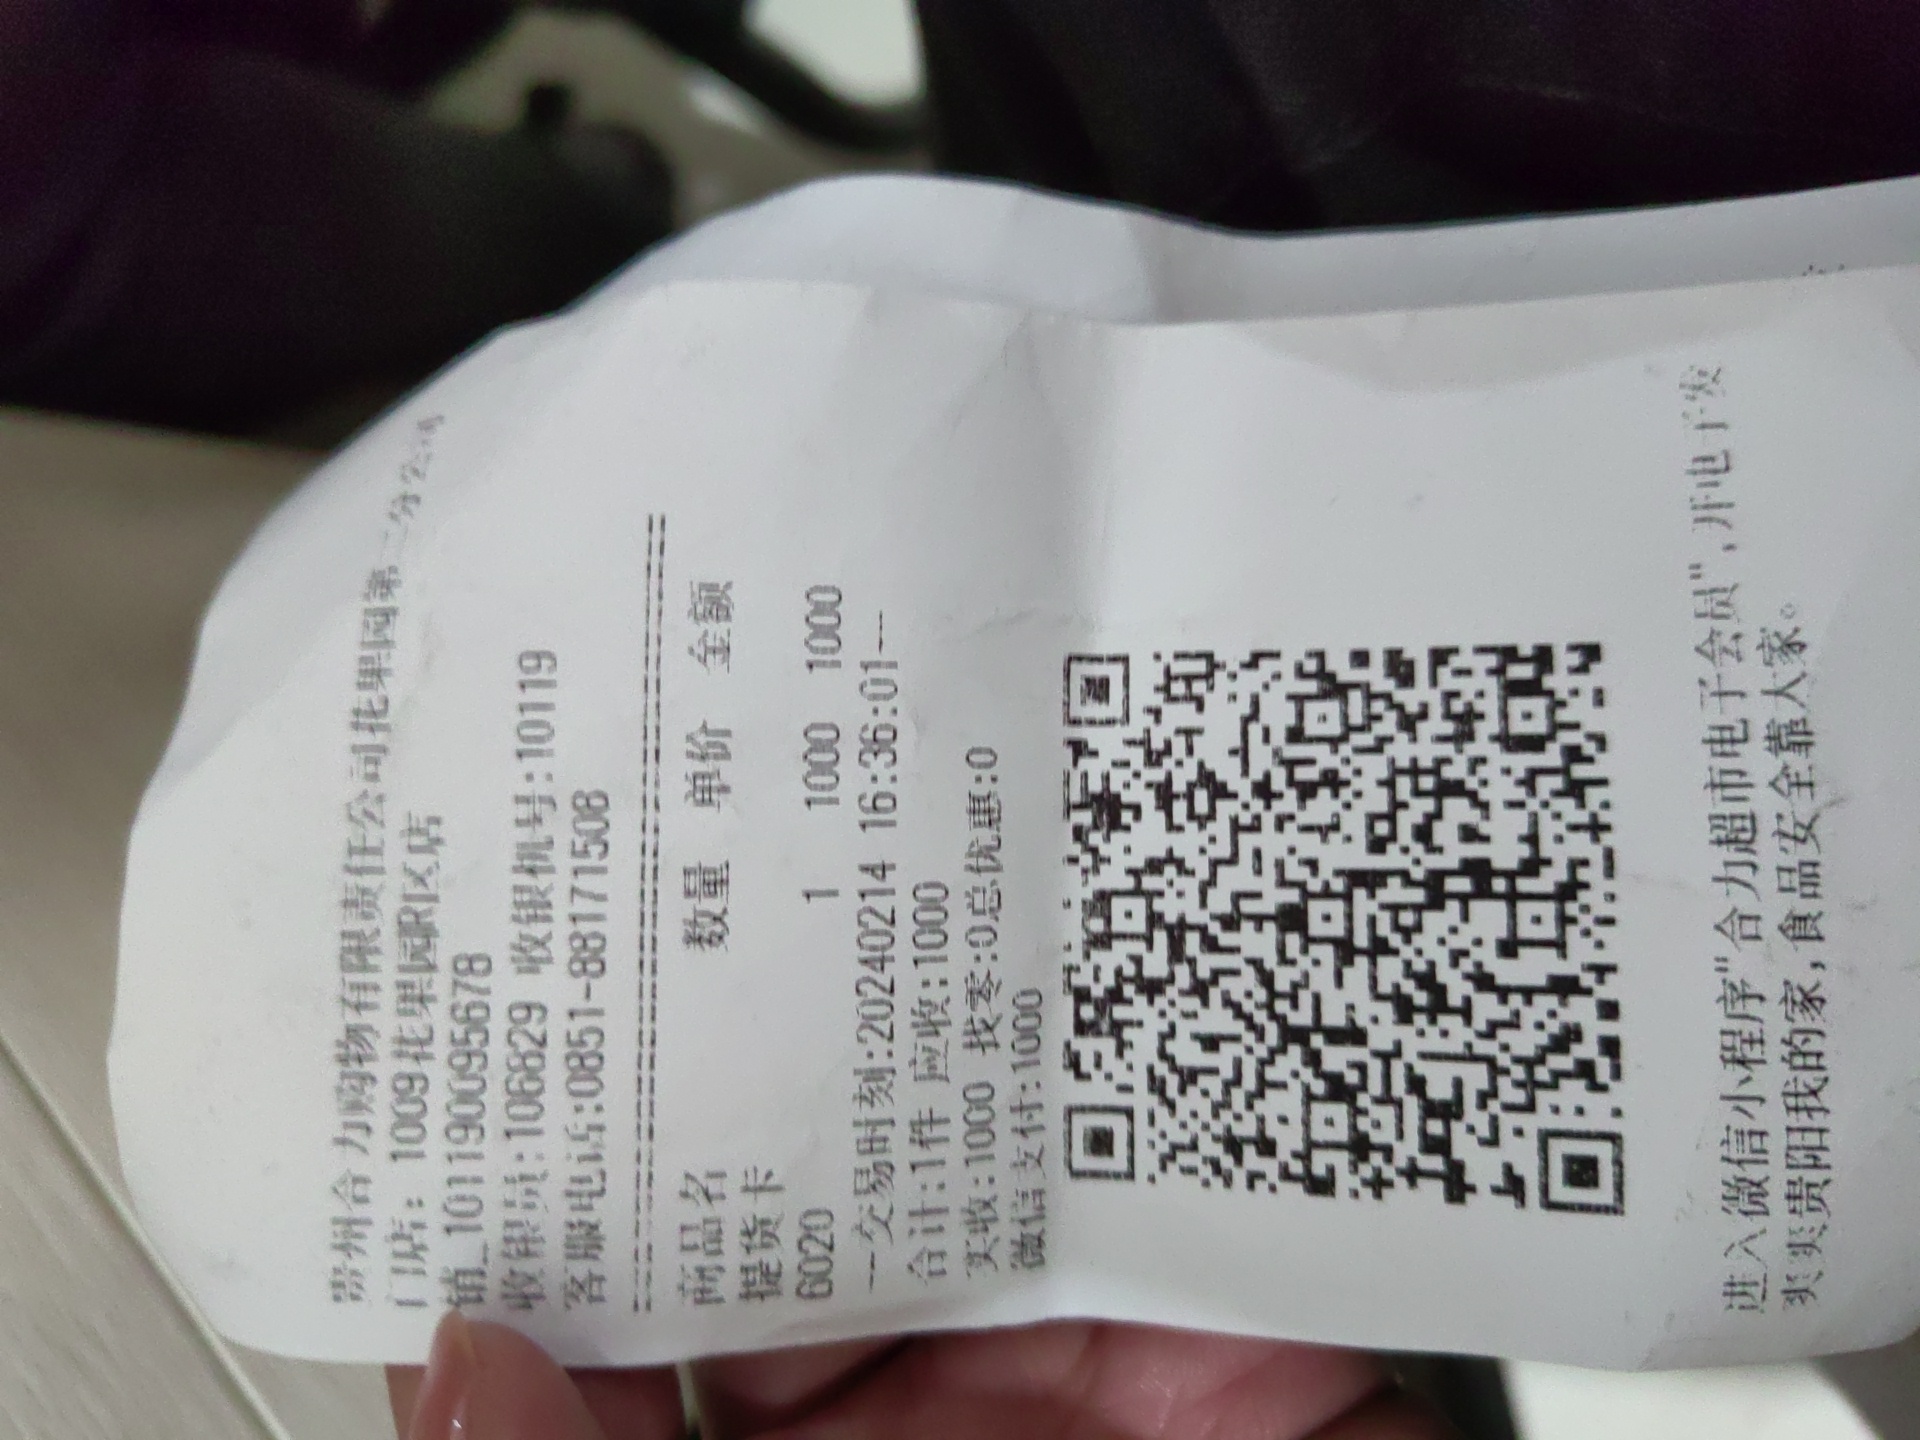 贵州合力购物有限责任公司花果园第二分公司
门店：1009花果园R区店
铺_1011900095678
收银员:106829 收银机号:10119
客服电话:0851-88171508
商品名 数量 单价 金额
提货卡
6020 1 1000 1000
---交易时刻:20240214 16:36:01---
合计:1件 应收:1000
实收:1000 找零:0总优惠:0
微信支付:1000
进入微信小程序"合力超市电子会员",开电子发
爽爽贵阳我的家,食品安全靠大家。